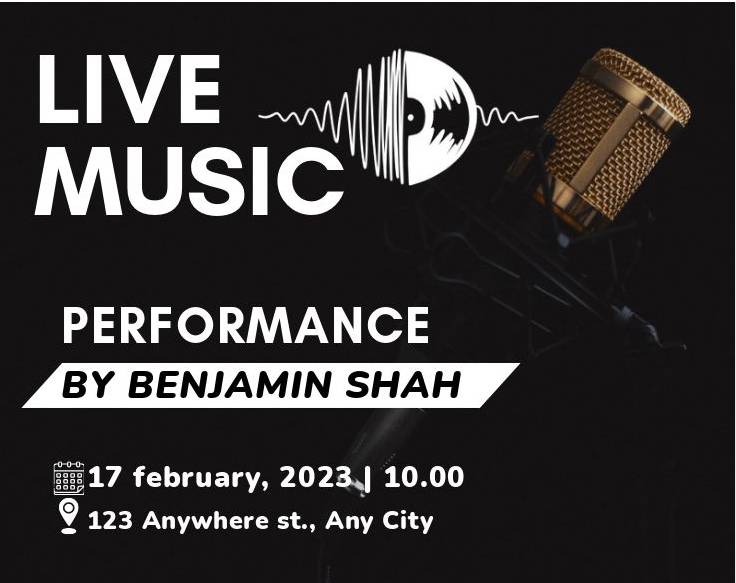 LIVE
MUSIC
PERFORMANCE
BY BENJAMIN SHAH
17 february, 2023 | 10.00
123 Anywhere st., Any City